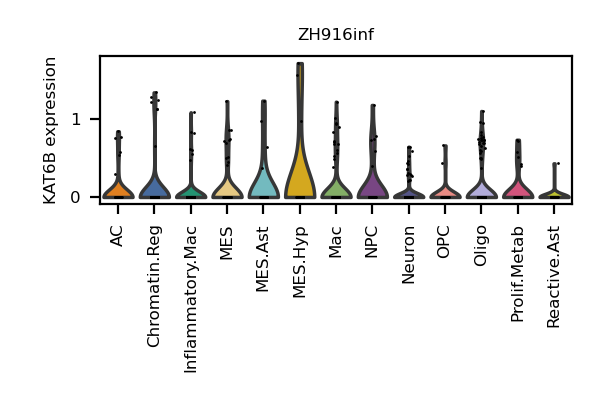 ZH916inf
KAT6B expression
1
0
AC
Chromatin.Reg
Inflammatory.Mac
MES
MES.Ast
MES.Hyp
Mac
NPC
Neuron
OPC
Oligo
Prolif.Metab
Reactive.Ast